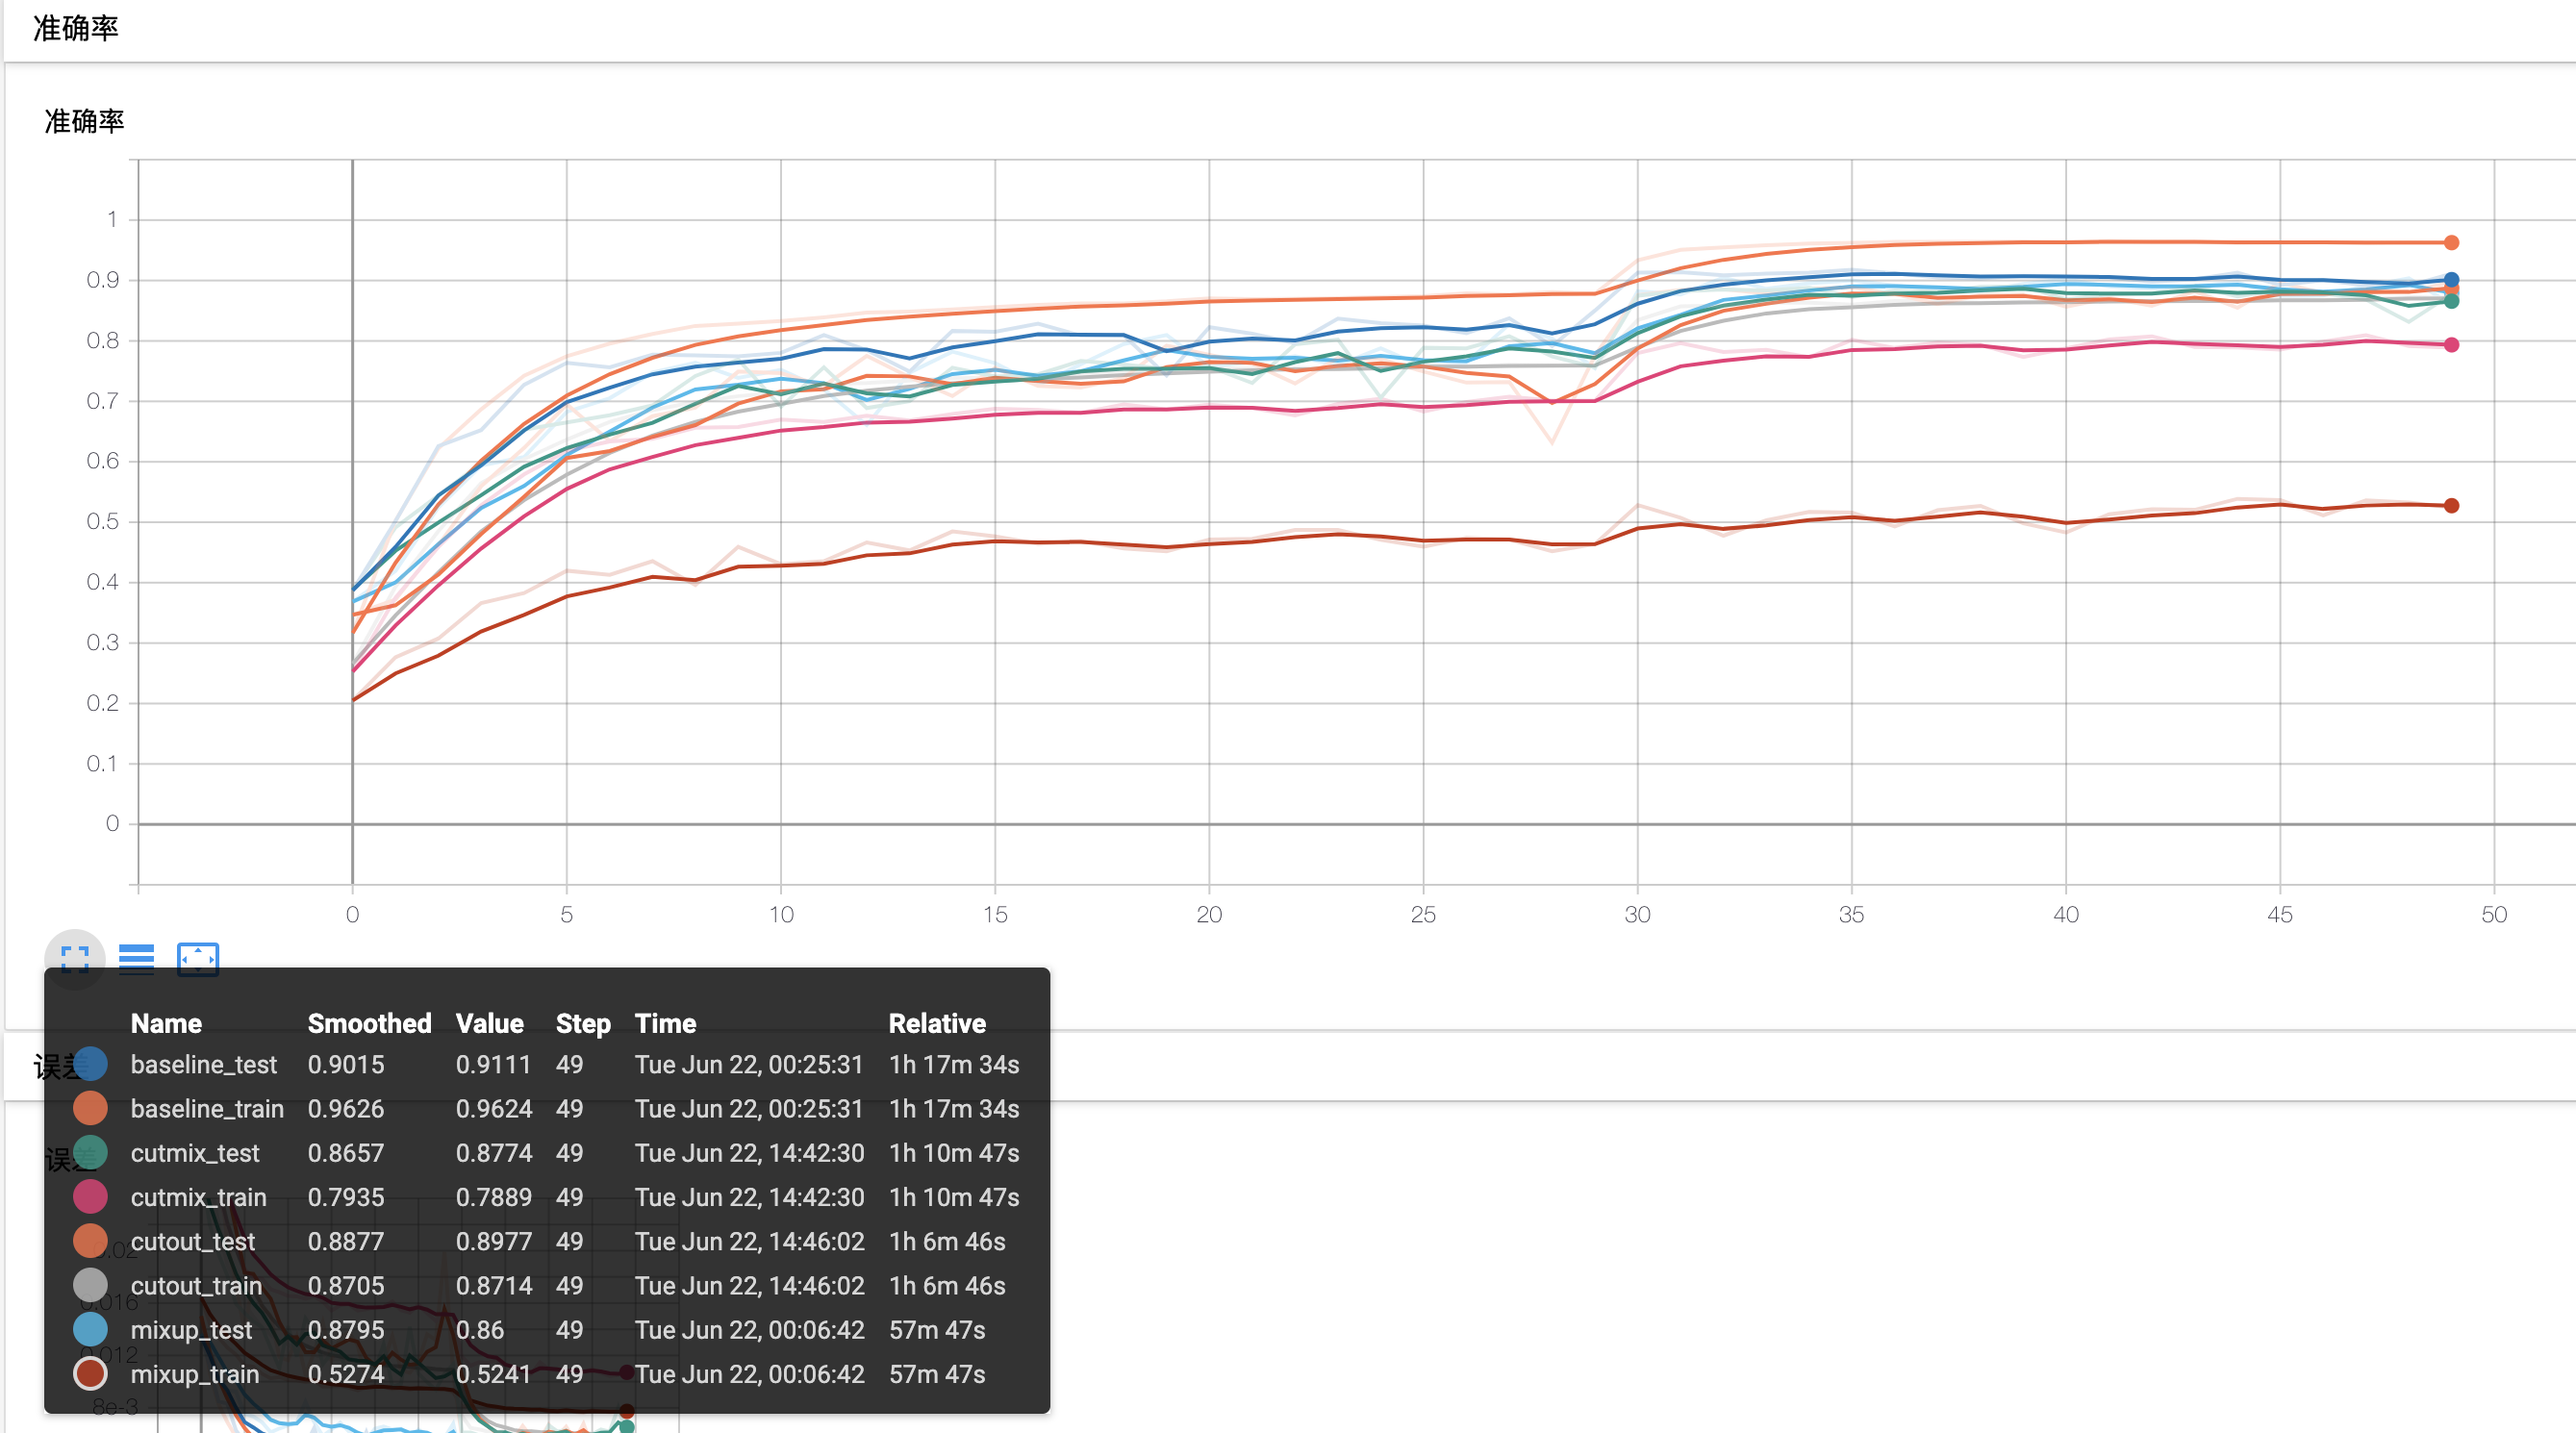 准确率
准确率
1
0.9
0.8
0.7
0.6
0.5
0.4
0.3
0.2
0.1
0
0 5 10 15 20 25 30 35 40 45 50
误差
误差
Name Smoothed Value Step Time Relative
baseline_test 0.9015 0.9111 49 Tue Jun 22, 00:25:31 1h 17m 34s
baseline_train 0.9626 0.9624 49 Tue Jun 22, 00:25:31 1h 17m 34s
cutmix_test 0.8657 0.8774 49 Tue Jun 22, 14:42:30 1h 10m 47s
cutmix_train 0.7935 0.7889 49 Tue Jun 22, 14:42:30 1h 10m 47s
cutout_test 0.8877 0.8977 49 Tue Jun 22, 14:46:02 1h 6m 46s
cutout_train 0.8705 0.8714 49 Tue Jun 22, 14:46:02 1h 6m 46s
mixup_test 0.8795 0.86 49 Tue Jun 22, 00:06:42 57m 47s
mixup_train 0.5274 0.5241 49 Tue Jun 22, 00:06:42 57m 47s
0.016
0.012
8e-3